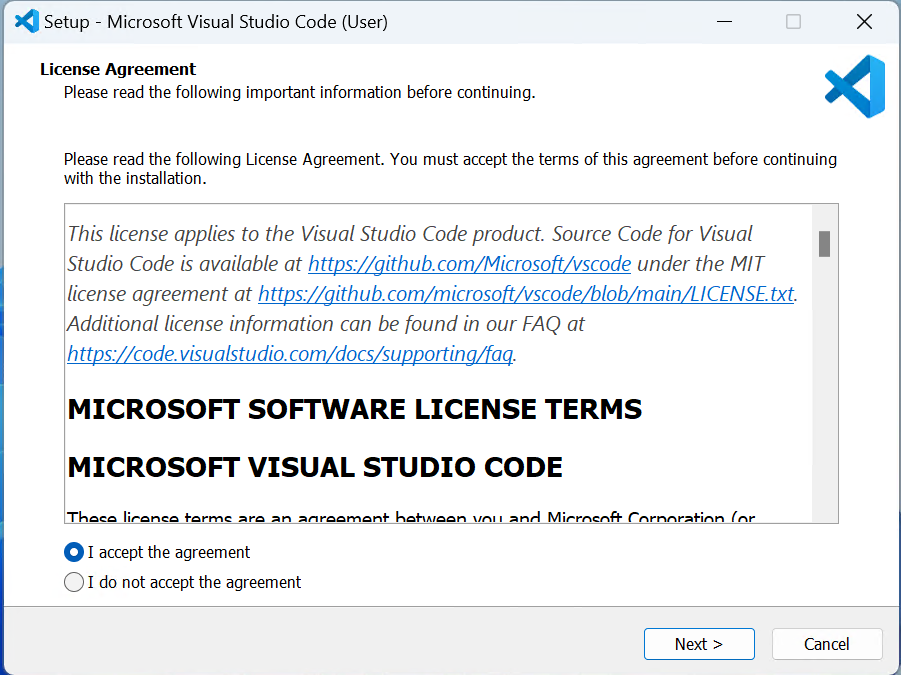 Setup - Microsoft Visual Studio Code (User)
License Agreement
Please read the following important information before continuing.
Please read the following License Agreement. You must accept the terms of this agreement before continuing
with the installation.
This license applies to the Visual Studio Code product. Source Code for Visual
Studio Code is available at https://github.com/Microsoft/vscode under the MIT
license agreement at https://github.com/microsoft/vscode/blob/main/LICENSE.txt.
Additional license information can be found in our FAQ at
https://code.visualstudio.com/docs/supporting/faq.
MICROSOFT SOFTWARE LICENSE TERMS
MICROSOFT VISUAL STUDIO CODE
These license terms are an agreement between you and Microsoft Corporation (or
I accept the agreement
I do not accept the agreement
Next >
Cancel